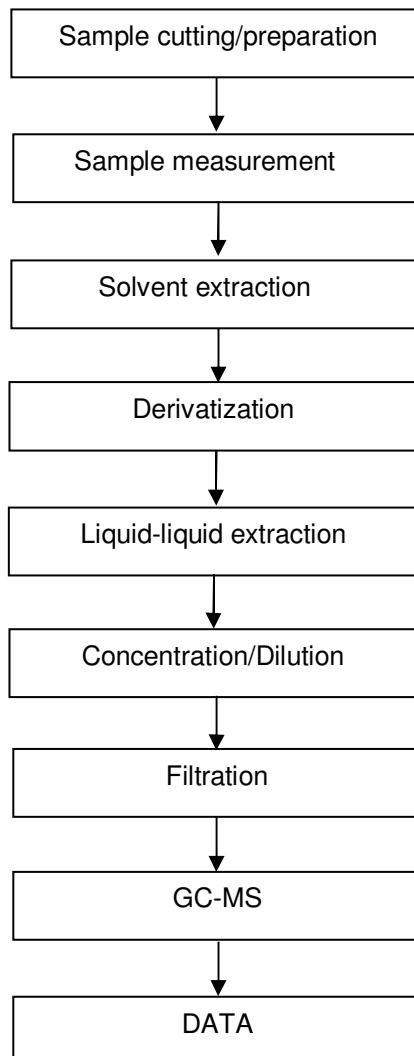 Sample cutting/preparation
Sample measurement
Solvent extraction
Derivatization
Liquid-liquid extraction
Concentration/Dilution
Filtration
GC-MS
DATA